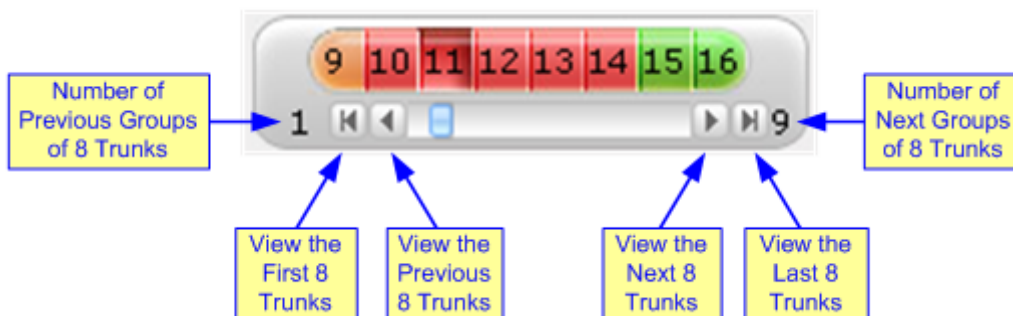 9 10 11 12 13 14 15 16
Number of
Previous Groups
of 8 Trunks
1
9
Number of
Next Groups
of 8 Trunks
View the
First 8
Trunks
View the
Previous
8 Trunks
View the
Next 8
Trunks
View the
Last 8
Trunks